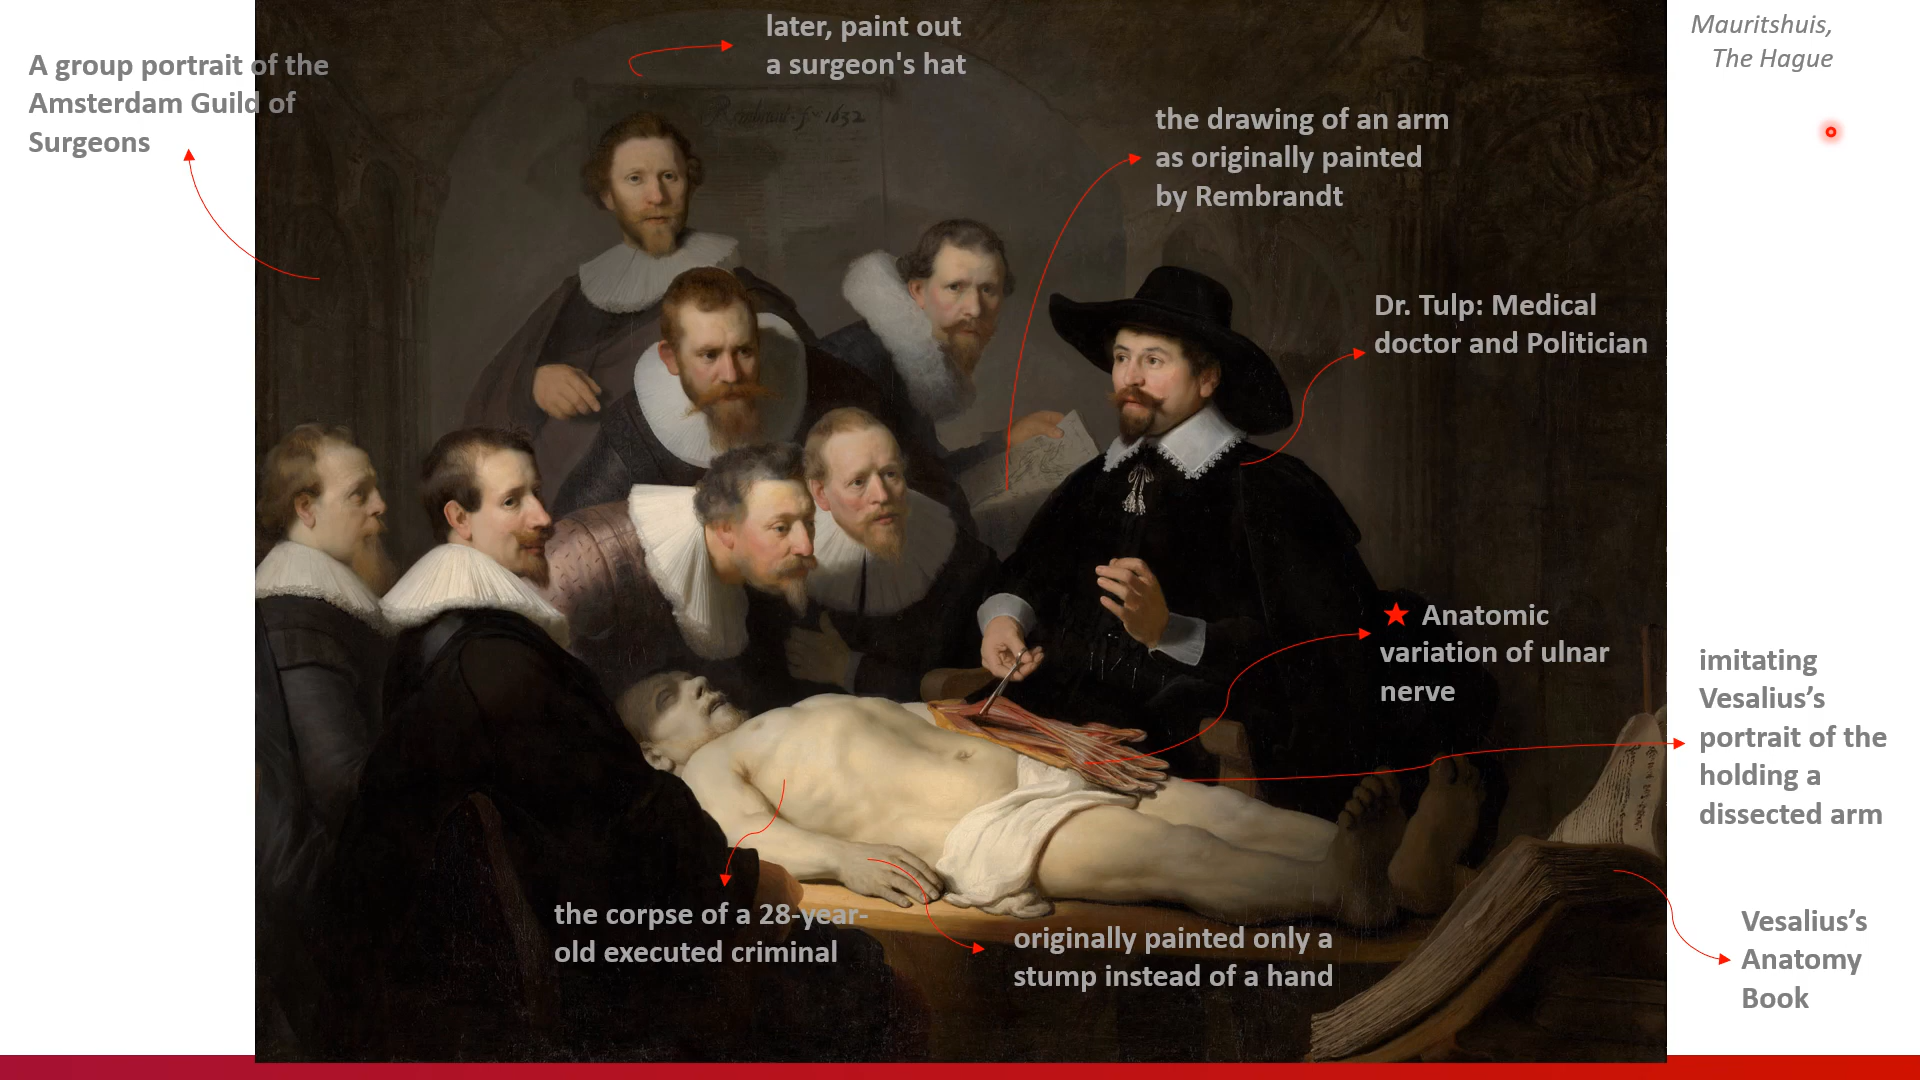 A group portrait of the
Amsterdam Guild of
Surgeons
later, paint out
a surgeon's hat
Mauritshuis,
The Hague
Rembrandt. f. 1632
the drawing of an arm
as originally painted
by Rembrandt
Dr. Tulp: Medical
doctor and Politician
Anatomic
variation of ulnar
nerve
imitating
Vesalius’s
portrait of the
holding a
dissected arm
the corpse of a 28-year-
old executed criminal
originally painted only a
stump instead of a hand
Vesalius’s
Anatomy
Book